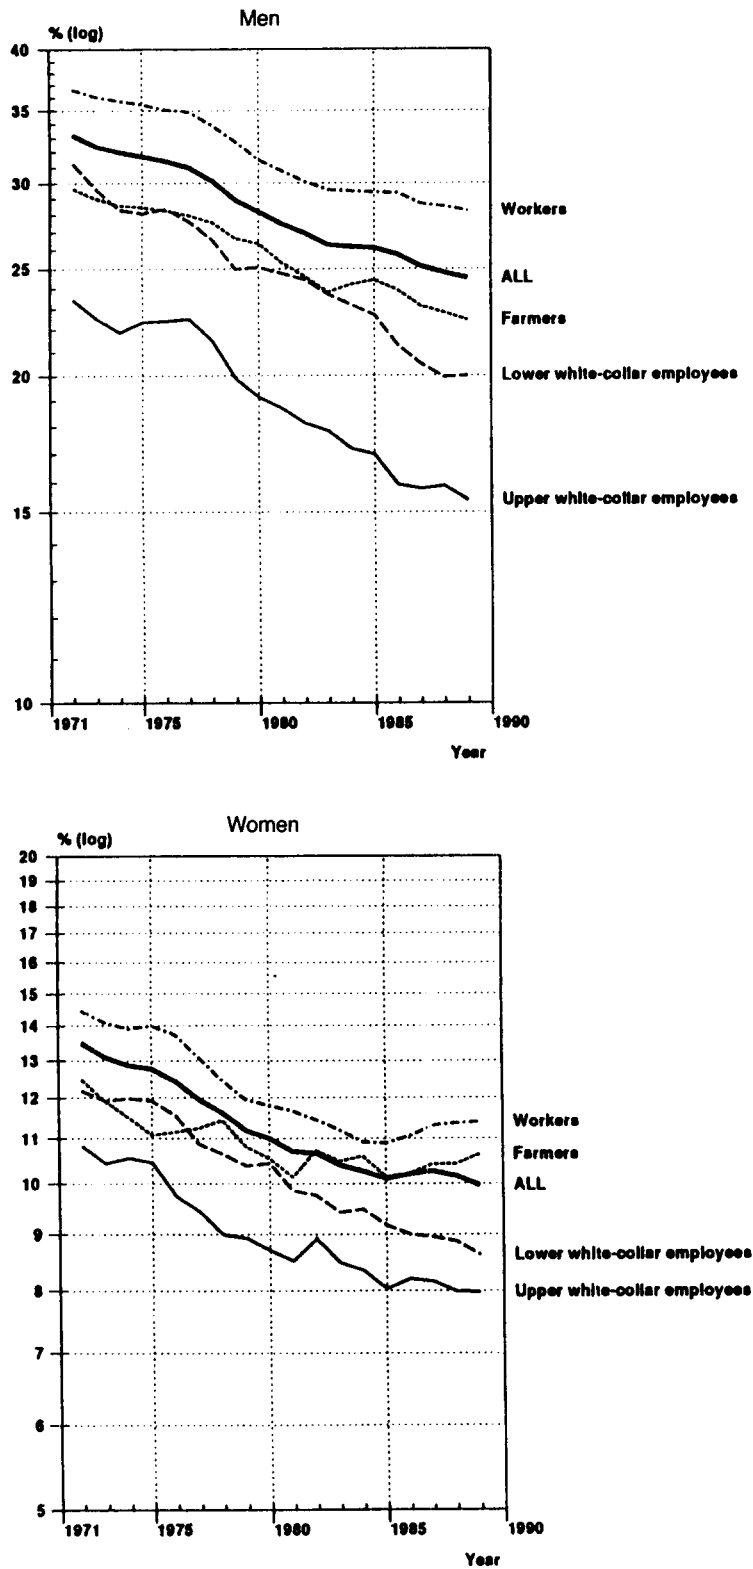 Men
% (log)
40
35
30
25
20
15
10
Workers
ALL
Farmers
Lower white-collar employees
Upper white-collar employees
1971 1975 1980 1985 1990
Year
Women
% (log)
20
19
18
17
16
15
14
13
12
11
10
9
8
7
6
5
Workers
Farmers
ALL
Lower white-collar employees
Upper white-collar employees
1971 1975 1980 1985 1990
Year